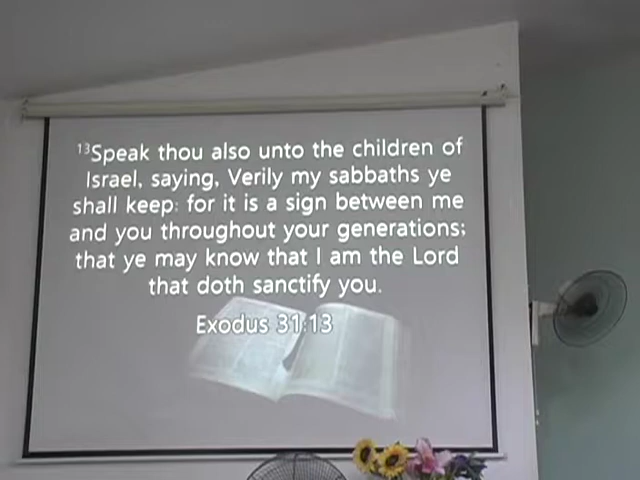 13Speak thou also unto the children of
Israel, saying, Verily my sabbaths ye
shall keep: for it is a sign between me
and you throughout your generations;
that ye may know that I am the Lord
that doth sanctify you.
Exodus 31:13